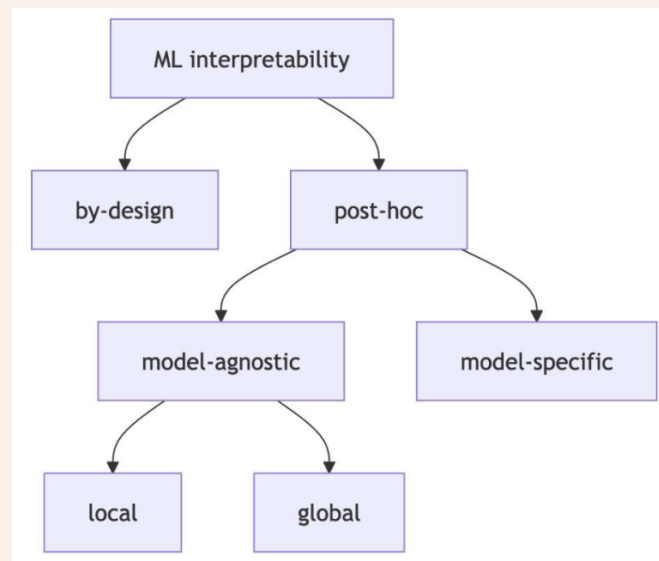 ML interpretability
by-design
post-hoc
model-agnostic
model-specific
local
global